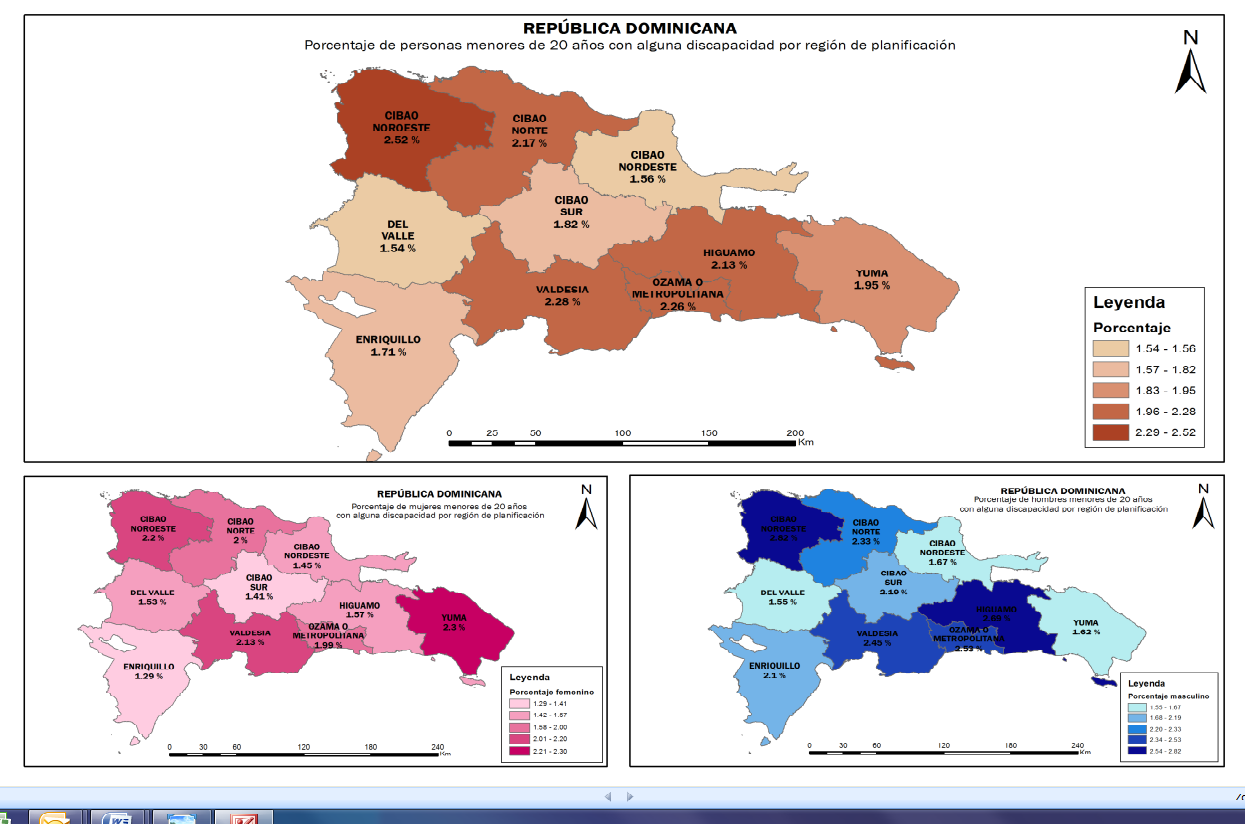 REPÚBLICA DOMINICANA
Porcentaje de personas menores de 20 años con alguna discapacidad por región de planificación
N
CIBAO
NOROESTE
2.52 %
CIBAO
NORTE
2.17 %
CIBAO
NORDESTE
1.56 %
CIBAO
SUR
1.82 %
DEL
VALLE
1.54 %
HIGUAMO
2.13 %
YUMA
1.95 %
VALDESIA
2.28 %
OZAMA O
METROPOLITANA
2.26 %
ENRIQUILLO
1.71 %
Leyenda
Porcentaje
1.54 - 1.56
1.57 - 1.82
1.83 - 1.95
1.96 - 2.28
2.29 - 2.52
0 25 50 100 150 200
Km
REPÚBLICA DOMINICANA
Porcentaje de mujeres menores de 20 años
con alguna discapacidad por región de planificación
N
CIBAO
NOROESTE
2.2 %
CIBAO
NORTE
2 %
CIBAO
NORDESTE
1.45 %
CIBAO
SUR
1.41 %
DEL VALLE
1.53 %
HIGUAMO
1.57 %
YUMA
2.3 %
VALDESIA
2.13 %
OZAMA O
METROPOLITANA
1.99 %
ENRIQUILLO
1.29 %
Leyenda
Porcentaje femenino
1.29 - 1.41
1.42 - 1.57
1.58 - 2.00
2.01 - 2.20
2.21 - 2.30
0 30 60 120 180 240
Km
REPÚBLICA DOMINICANA
Porcentaje de hombres menores de 20 años
con alguna discapacidad por región de planificación
N
CIBAO
NOROESTE
2.82 %
CIBAO
NORTE
2.33 %
CIBAO
NORDESTE
1.67 %
CIBAO
SUR
2.19 %
DEL VALLE
1.55 %
HIGUAMO
2.69 %
YUMA
1.62 %
VALDESIA
2.45 %
OZAMA O
METROPOLITANA
2.53 %
ENRIQUILLO
2.1 %
Leyenda
Porcentaje masculino
1.55 - 1.67
1.68 - 2.19
2.20 - 2.33
2.34 - 2.53
2.54 - 2.82
0 30 60 120 180 240
Km